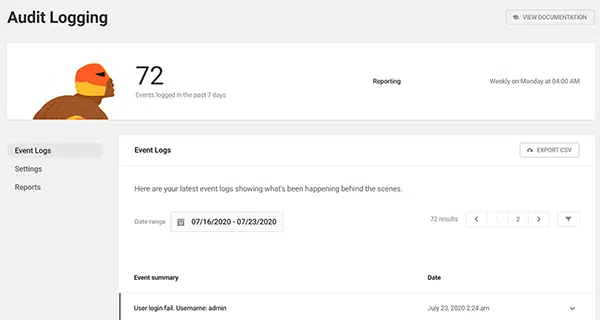 Audit Logging
VIEW DOCUMENTATION
72
Events logged in the past 7 days
Reporting
Weekly on Monday at 04:00 AM
Event Logs
Settings
Reports
Event Logs
EXPORT CSV
Here are your latest event logs showing what's been happening behind the scenes.
Date range
07/16/2020 - 07/23/2020
72 results
2
Event summary
Date
User login fail. Username: admin
July 23, 2020 2:24 am